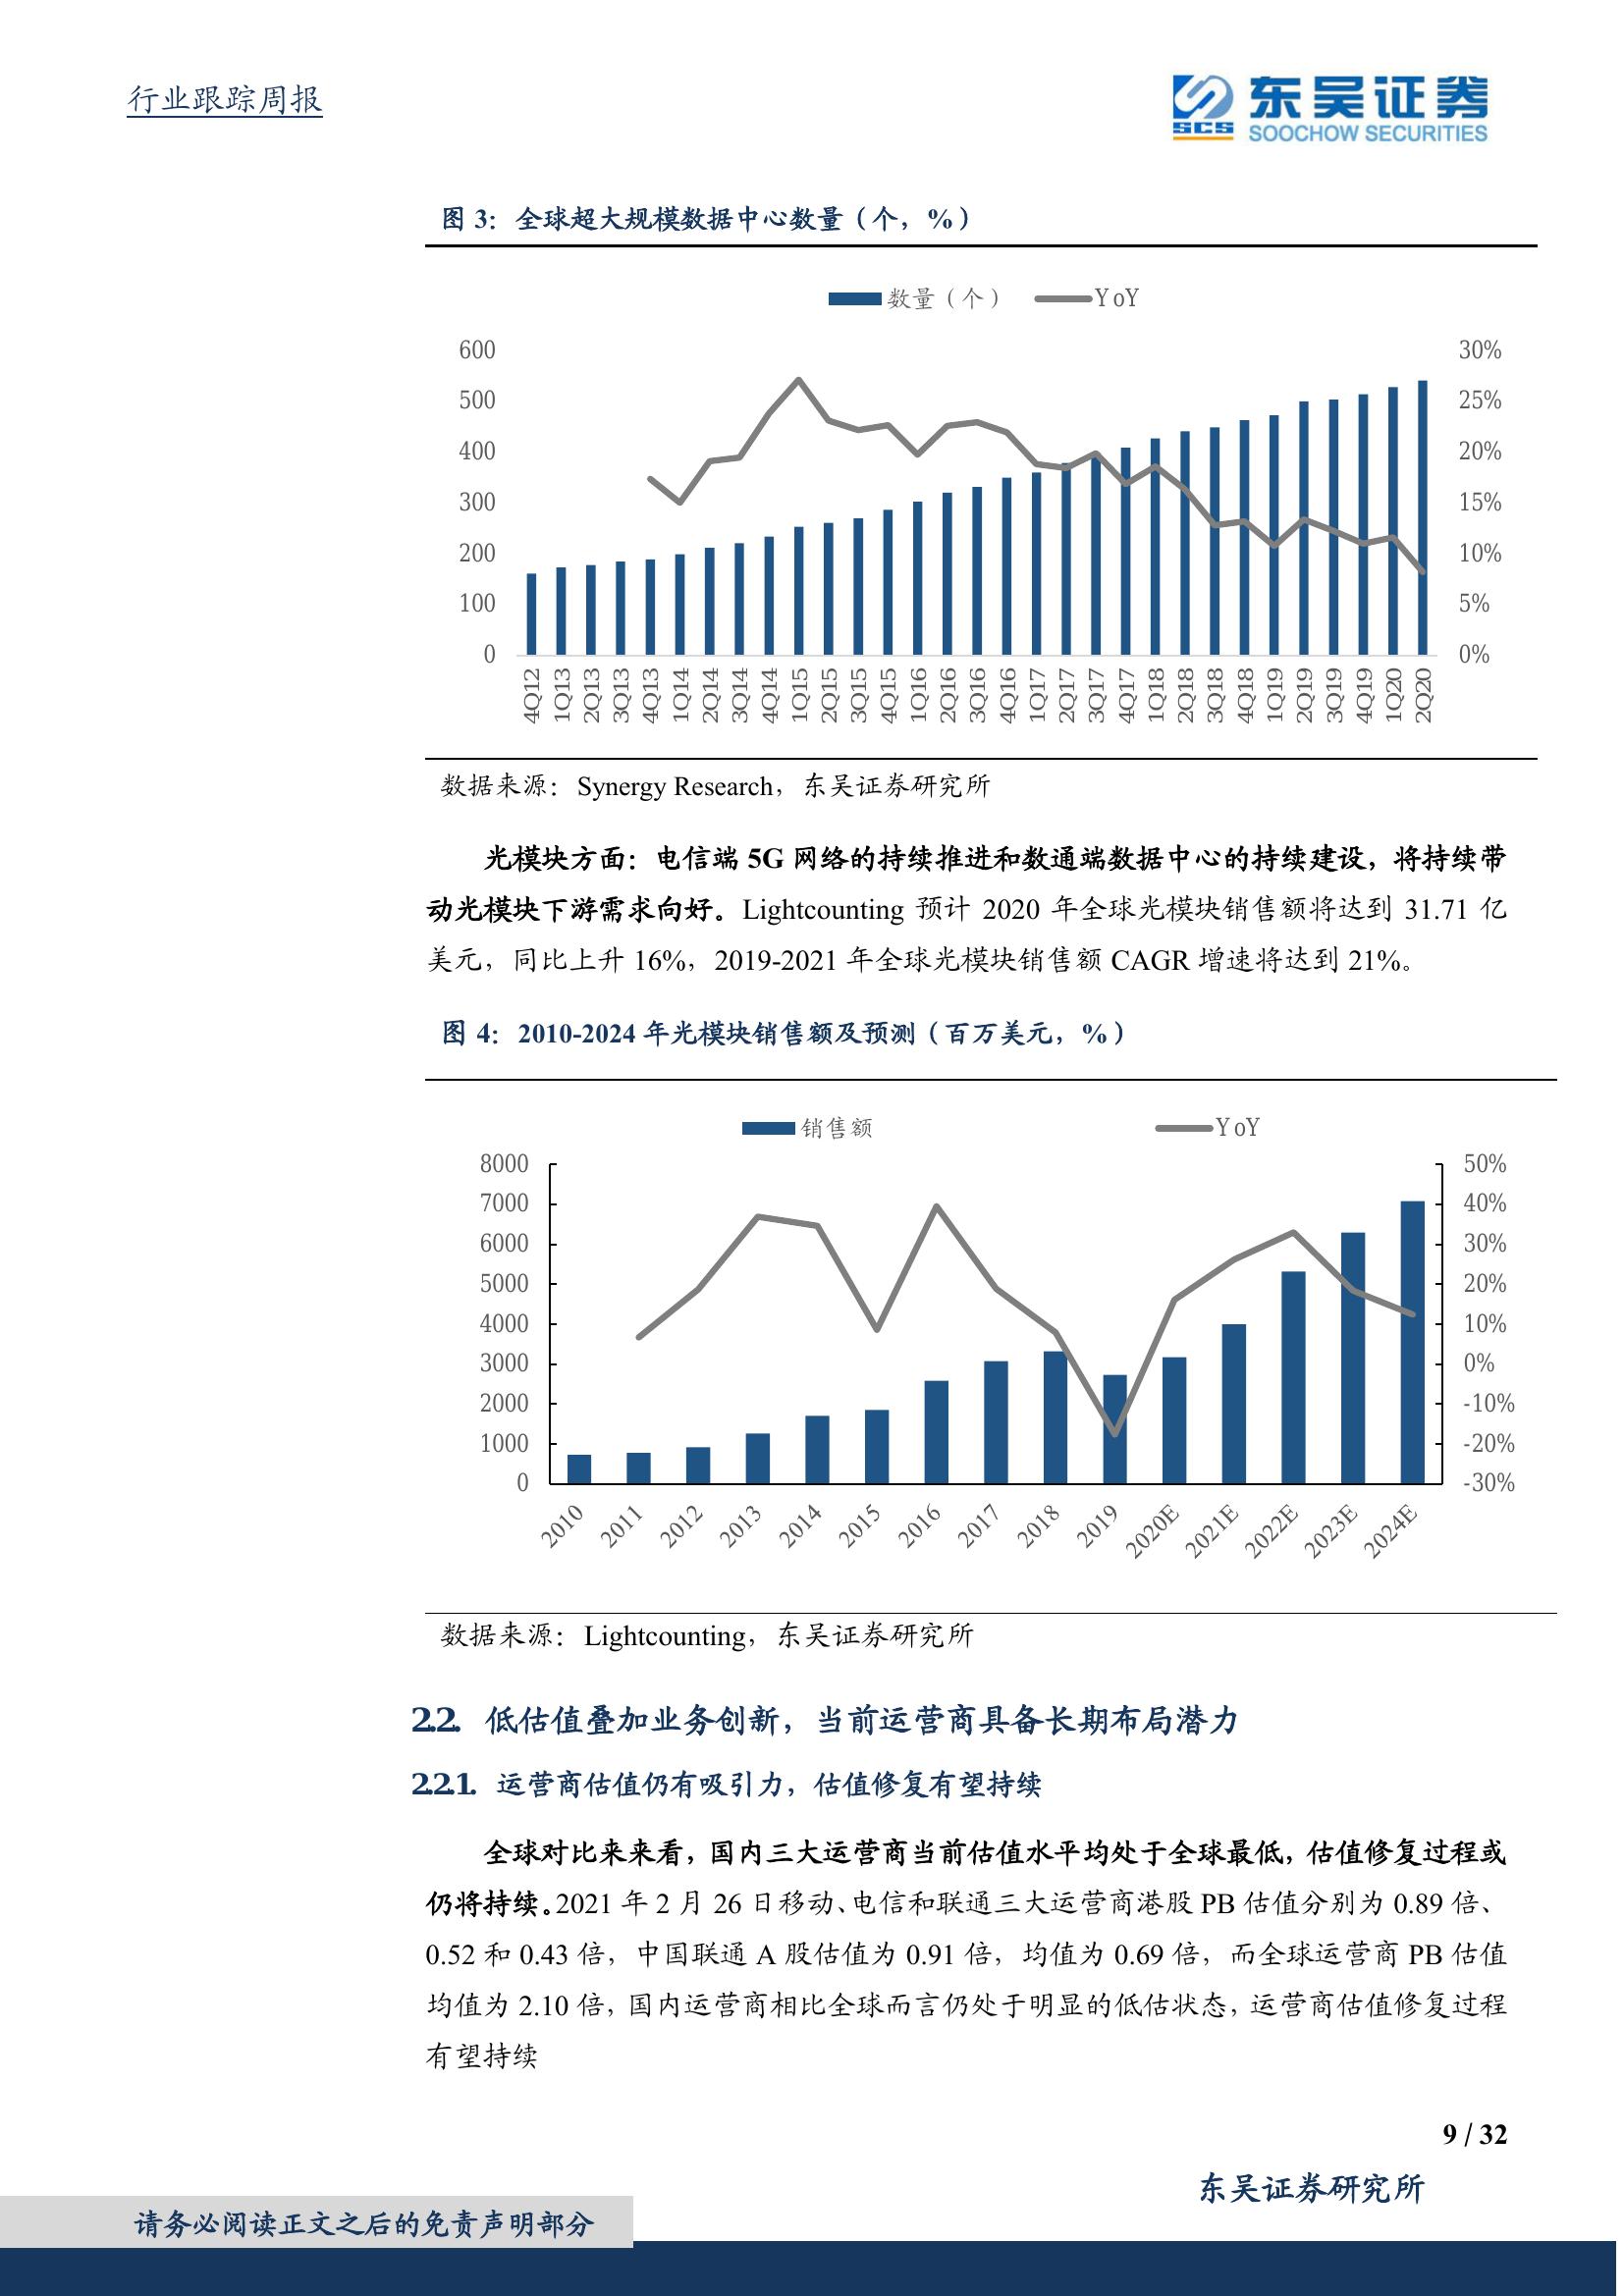 行业跟踪周报
东吴证券
SCS
SOOCHOW SECURITIES
图 3：全球超大规模数据中心数量（个，%）
数量（个） YoY
600 30%
500 25%
400 20%
300 15%
200 10%
100 5%
0 0%
4Q12 1Q13 2Q13 3Q13 4Q13 1Q14 2Q14 3Q14 4Q14 1Q15 2Q15 3Q15 4Q15 1Q16 2Q16 3Q16 4Q16 1Q17 2Q17 3Q17 4Q17 1Q18 2Q18 3Q18 4Q18 1Q19 2Q19 3Q19 4Q19 1Q20 2Q20
数据来源：Synergy Research，东吴证券研究所
光模块方面：电信端 5G 网络的持续推进和数通端数据中心的持续建设，将持续带
动光模块下游需求向好。Lightcounting 预计 2020 年全球光模块销售额将达到 31.71 亿
美元，同比上升 16%，2019-2021 年全球光模块销售额 CAGR 增速将达到 21%。
图 4：2010-2024 年光模块销售额及预测（百万美元，%）
销售额 YoY
8000 50%
7000 40%
6000 30%
5000 20%
4000 10%
3000 0%
2000 -10%
1000 -20%
0 -30%
2010 2011 2012 2013 2014 2015 2016 2017 2018 2019 2020E 2021E 2022E 2023E 2024E
数据来源：Lightcounting，东吴证券研究所
2.2. 低估值叠加业务创新，当前运营商具备长期布局潜力
2.2.1. 运营商估值仍有吸引力，估值修复有望持续
全球对比来来看，国内三大运营商当前估值水平均处于全球最低，估值修复过程或
仍将持续。2021 年 2 月 26 日移动、电信和联通三大运营商港股 PB 估值分别为 0.89 倍、
0.52 和 0.43 倍，中国联通 A 股估值为 0.91 倍，均值为 0.69 倍，而全球运营商 PB 估值
均值为 2.10 倍，国内运营商相比全球而言仍处于明显的低估状态，运营商估值修复过程
有望持续
9 / 32
东吴证券研究所
请务必阅读正文之后的免责声明部分